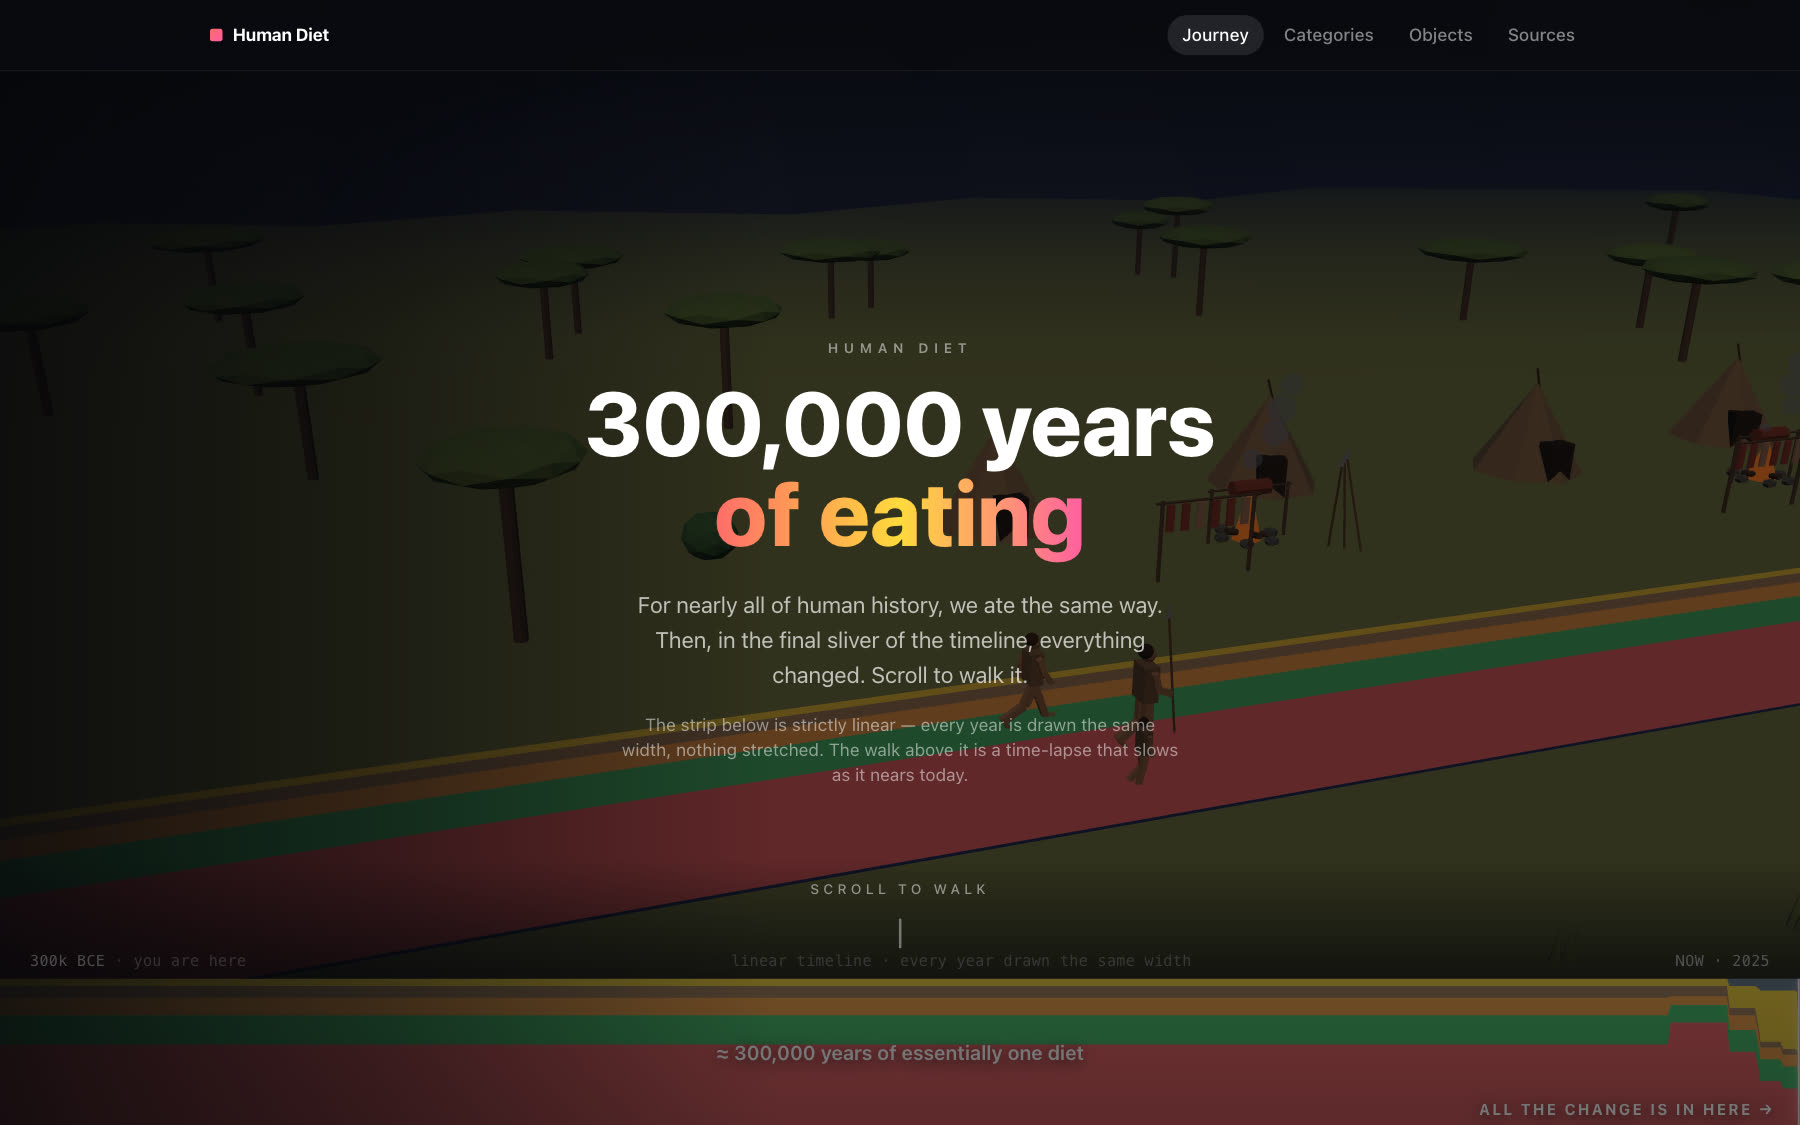 Human Diet
Journey
Categories
Objects
Sources
HUMAN DIET
300,000 years
of eating
For nearly all of human history, we ate the same way.
Then, in the final sliver of the timeline, everything
changed. Scroll to walk it.
The strip below is strictly linear — every year is drawn the same
width, nothing stretched. The walk above it is a time-lapse that slows
as it nears today.
SCROLL TO WALK
300k BCE · you are here
linear timeline · every year drawn the same width
NOW · 2025
≈ 300,000 years of essentially one diet
ALL THE CHANGE IS IN HERE →